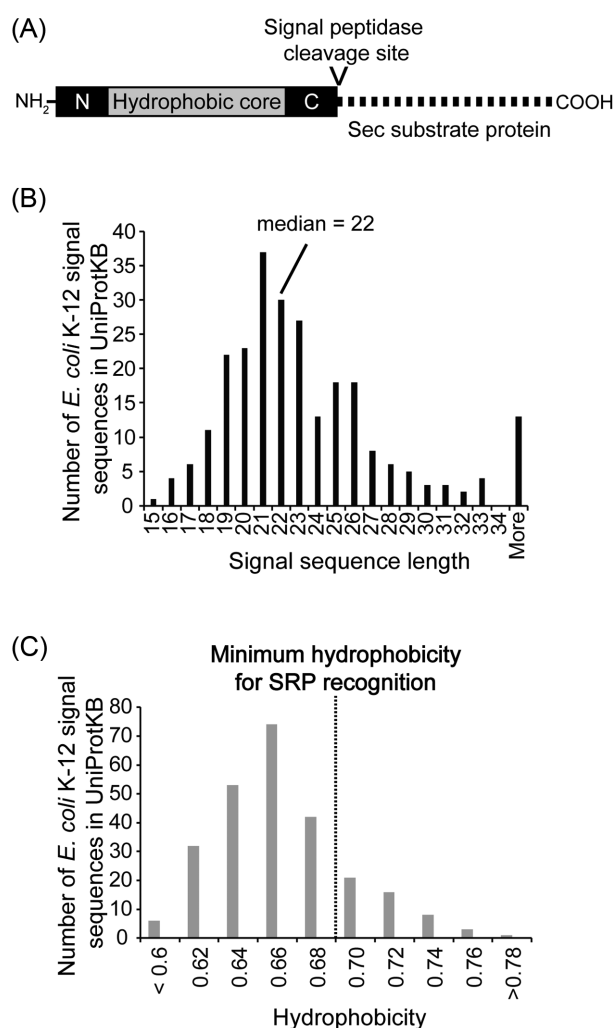 (A)
Signal peptidase
cleavage site
NH2
N
Hydrophobic core
C
COOH
Sec substrate protein
(B)
median = 22
Number of E. coli K-12 signal
sequences in UniProtKB
40
35
30
25
20
15
10
5
0
15
16
17
18
19
20
21
22
23
24
25
26
27
28
29
30
31
32
33
34
More
Signal sequence length
(C)
Minimum hydrophobicity
for SRP recognition
Number of E. coli K-12 signal
sequences in UniProtKB
80
70
60
50
40
30
20
10
0
< 0.6
0.62
0.64
0.66
0.68
0.70
0.72
0.74
0.76
>0.78
Hydrophobicity